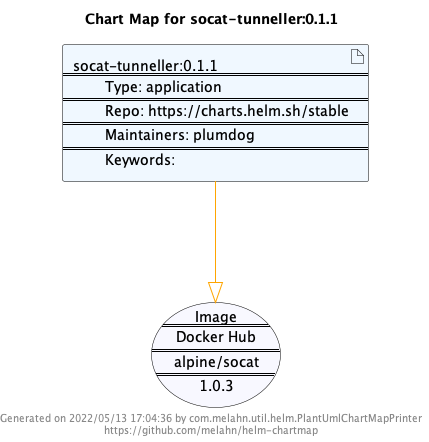 Chart Map for socat-tunneller:0.1.1
socat-tunneller:0.1.1
Type: application
Repo: https://charts.helm.sh/stable
Maintainers: plumdog
Keywords:
Image
Docker Hub
alpine/socat
1.0.3
Generated on 2022/05/13 17:04:36 by com.melahn.util.helm.PlantUmlChartMapPrinter
https://github.com/melahn/helm-chartmap